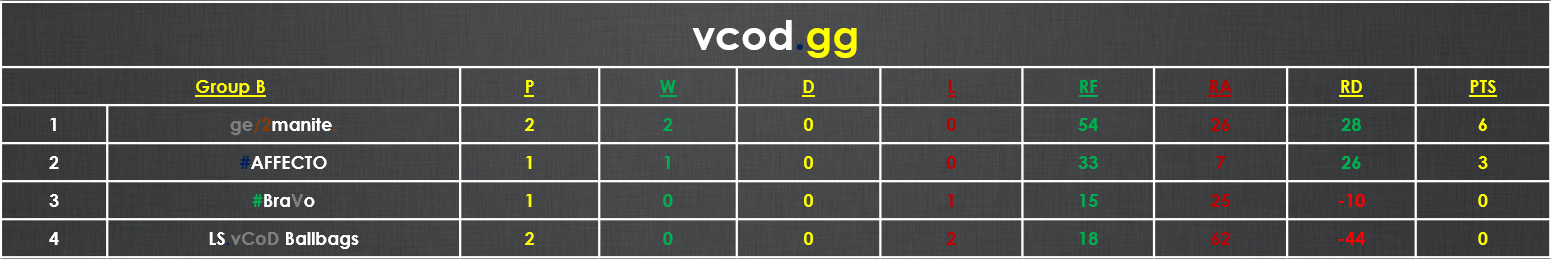 vcod.gg
Group B P W D L RF RA RD PTS
1 ge/2manite 2 2 0 0 54 26 28 6
2 #AFFECTO 1 1 0 0 33 7 26 3
3 #BraVo 1 0 0 1 15 25 -10 0
4 LS vCoD Ballbags 2 0 0 2 18 62 -44 0